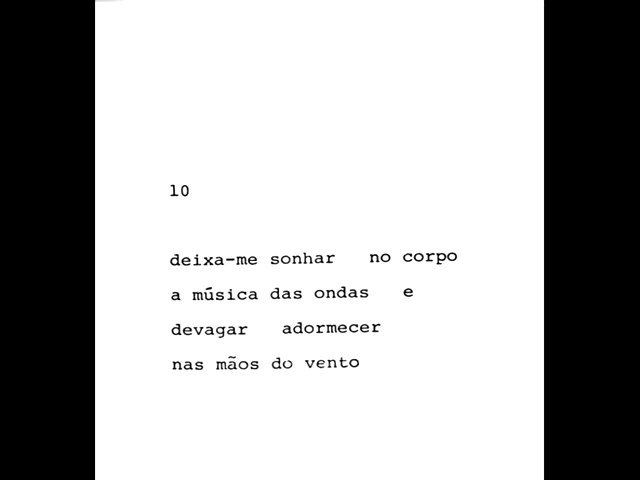 10
deixa-me sonhar   no corpo
a música das ondas   e
devagar   adormecer
nas mãos do vento